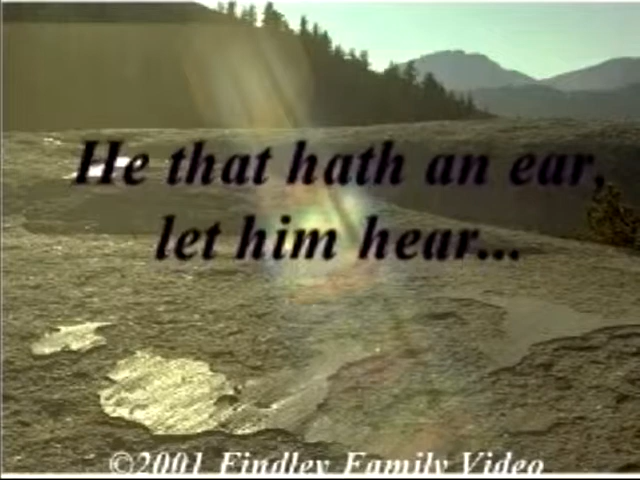 He that hath an ear,
let him hear...
©2001 Findley Family Video